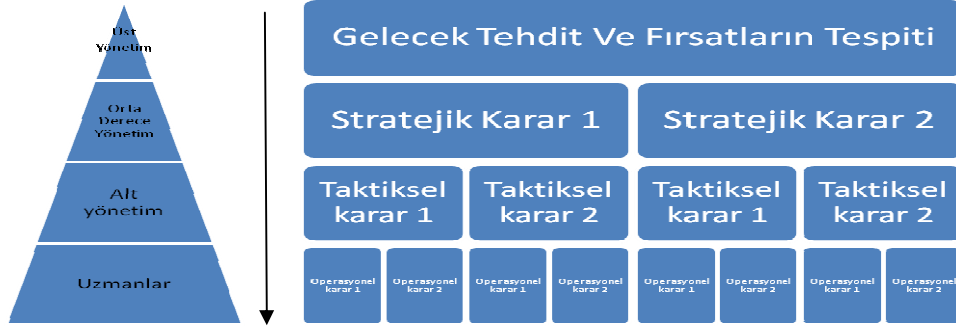 Üst
Yönetim
Orta
Derece
Yönetim
Alt
yönetim
Uzmanlar
Gelecek Tehdit Ve Fırsatların Tespiti
Stratejik Karar 1
Stratejik Karar 2
Taktiksel
karar 1
Taktiksel
karar 2
Taktiksel
karar 1
Taktiksel
karar 2
Operasyonel
karar 1
Operasyonel
karar 2
Operasyonel
karar 1
Operasyonel
karar 2
Operasyonel
karar 1
Operasyonel
karar 2
Operasyonel
karar 1
Operasyonel
karar 2